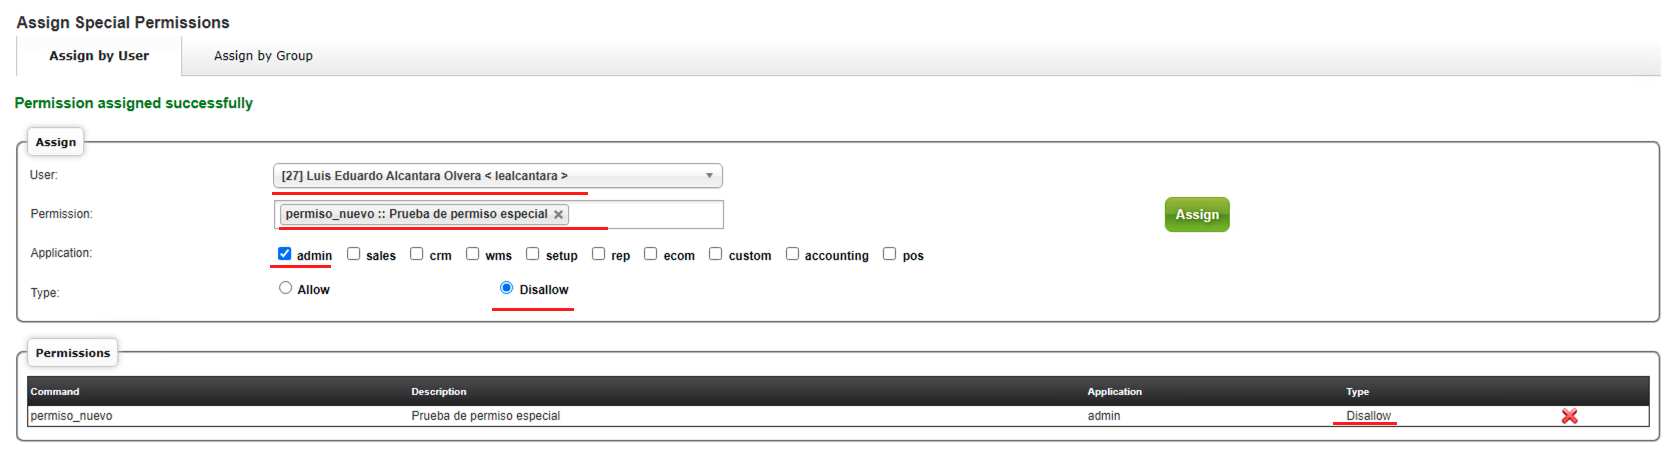 Assign Special Permissions
Assign by User Assign by Group
Permission assigned successfully
Assign
User: [27] Luis Eduardo Alcantara Olvera < lealcantara >
Permission: permiso_nuevo :: Prueba de permiso especial
Assign
Application: admin sales crm wms setup rep ecom custom accounting pos
Type: Allow Disallow
Permissions
Command Description Application Type
permiso_nuevo Prueba de permiso especial admin Disallow